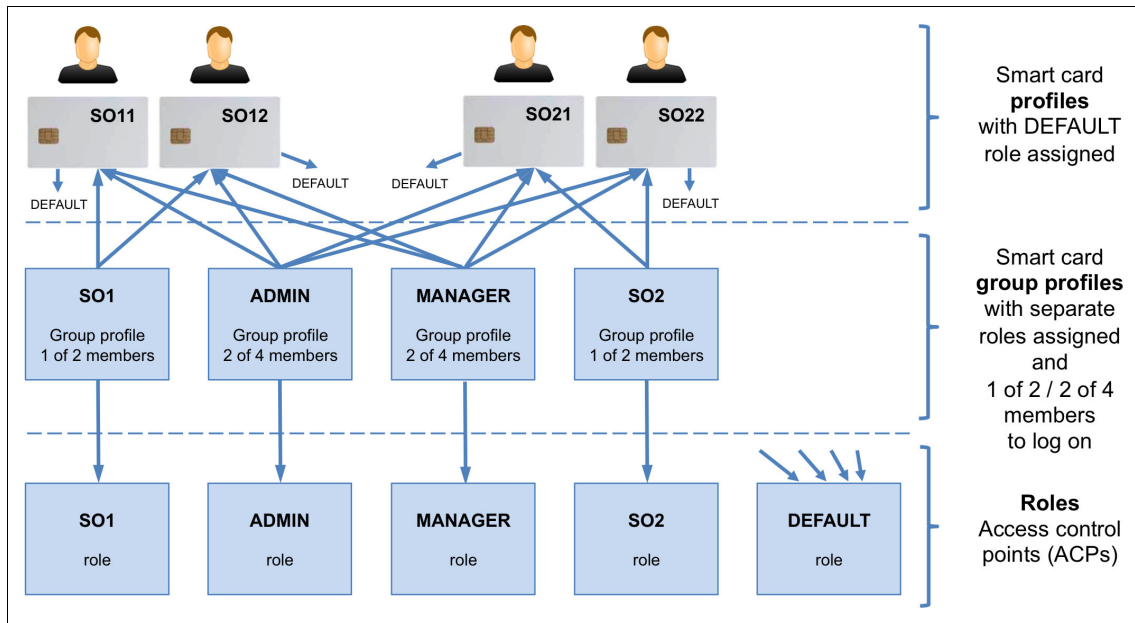 SO11
SO12
SO21
SO22
DEFAULT
DEFAULT
DEFAULT
DEFAULT
Smart card
profiles
with DEFAULT
role assigned
SO1
Group profile
1 of 2 members
ADMIN
Group profile
2 of 4 members
MANAGER
Group profile
2 of 4 members
SO2
Group profile
1 of 2 members
Smart card
group profiles
with separate
roles assigned
and
1 of 2 / 2 of 4
members
to log on
SO1
role
ADMIN
role
MANAGER
role
SO2
role
DEFAULT
role
Roles
Access control
points (ACPs)